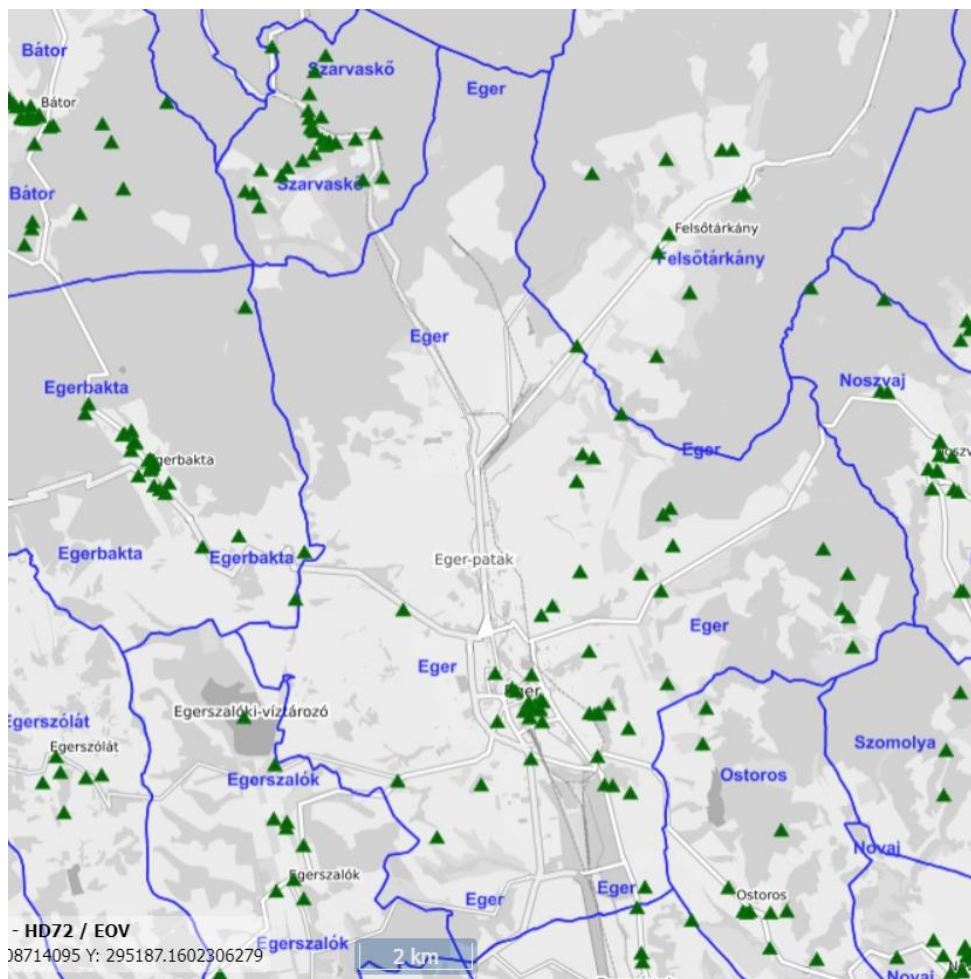 Bátor
Szarvaskő
Eger
Bátor
Bátor
Szarvaskő
Felsőtárkány
Felsőtárkány
Eger
Egerbakta
Noszvaj
Egerbakta
Eger
Noszv
Egerbakta
Egerbakta
Eger-patak
Eger
Eger
Eger
Egerszalóki-víztározó
Egerszólát
Egerszólát
Szomolya
Egerszalók
Ostoros
Novaj
Egerszalók
Eger
Eger
Ostoros
- HD72 / EOV
Egerszalók
08714095 Y: 295187.1602306279
2 km
Novaj